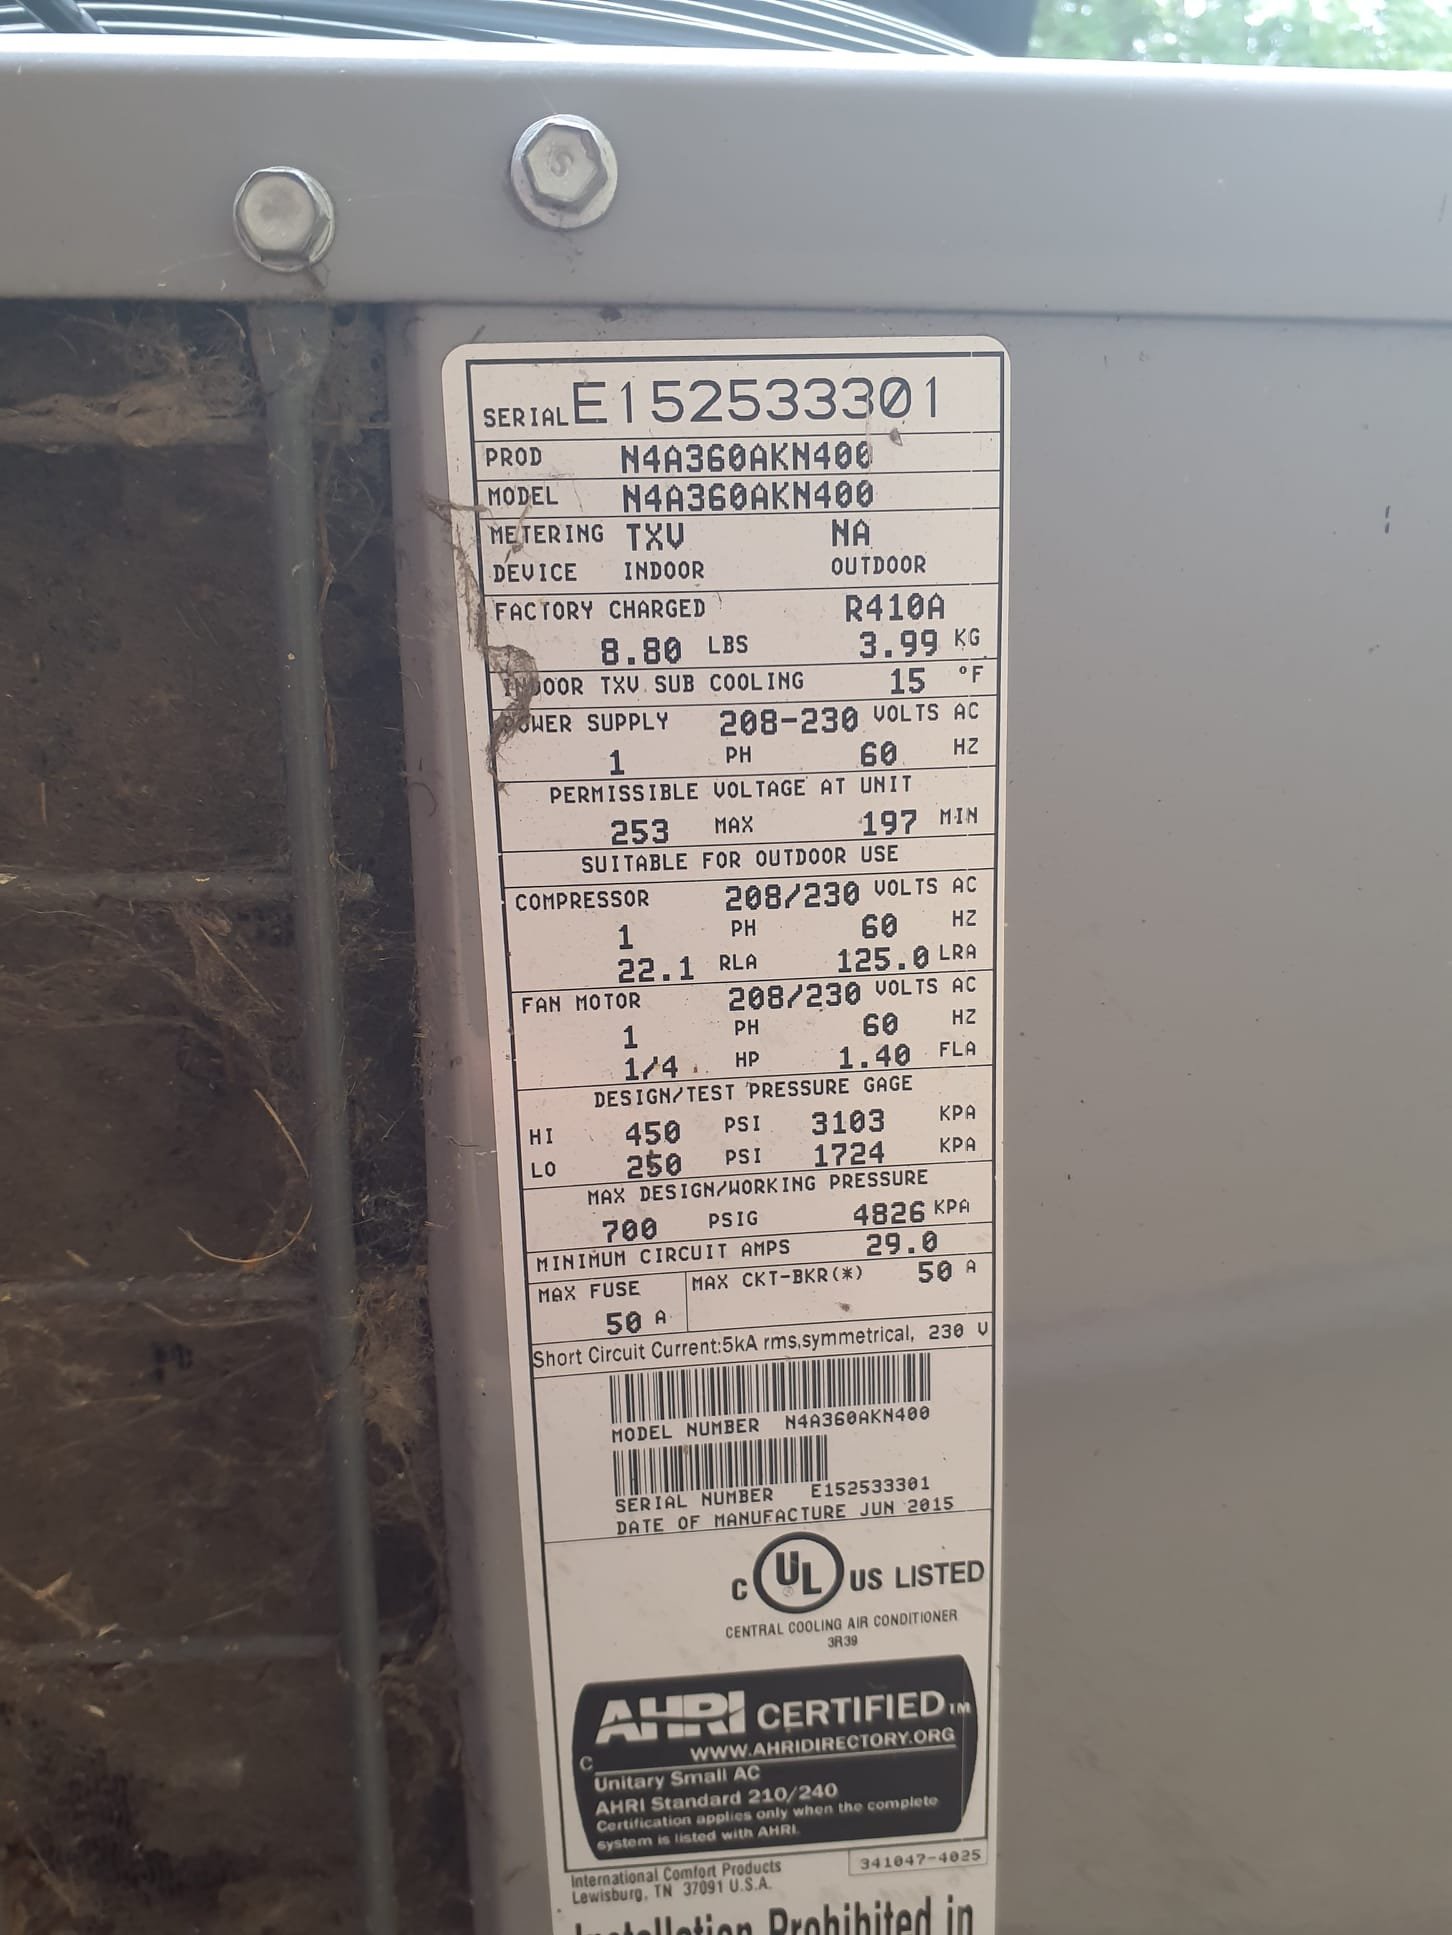 SERIAL E152533301
PROD N4A360AKN400
MODEL N4A360AKN400
METERING TXV NA
DEVICE INDOOR OUTDOOR
FACTORY CHARGED R410A
8.80 LBS 3.99 KG
INDOOR TXV SUB COOLING 15 °F
POWER SUPPLY 208-230 VOLTS AC
1 PH 60 HZ
PERMISSIBLE VOLTAGE AT UNIT
253 MAX 197 MIN
SUITABLE FOR OUTDOOR USE
COMPRESSOR 208/230 VOLTS AC
1 PH 60 HZ
22.1 RLA 125.0 LRA
FAN MOTOR 208/230 VOLTS AC
1 PH 60 HZ
1/4 HP 1.40 FLA
DESIGN/TEST PRESSURE GAGE
HI 450 PSI 3103 KPA
LO 250 PSI 1724 KPA
MAX DESIGN/WORKING PRESSURE
700 PSIG 4826 KPA
MINIMUM CIRCUIT AMPS 29.0
MAX FUSE MAX CKT-BKR(*) 50 A
50 A
Short Circuit Current:5kA rms,symmetrical, 230 V
MODEL NUMBER N4A360AKN400
SERIAL NUMBER E152533301
DATE OF MANUFACTURE JUN 2015
C UL ® US LISTED
CENTRAL COOLING AIR CONDITIONER
3R39
AHRI CERTIFIED TM
WWW.AHRIDIRECTORY.ORG
C
Unitary Small AC
AHRI Standard 210/240
Certification applies only when the complete
system is listed with AHRI.
International Comfort Products 341047-4025
Lewisburg, TN 37091 U.S.A.
Installation Prohibited in